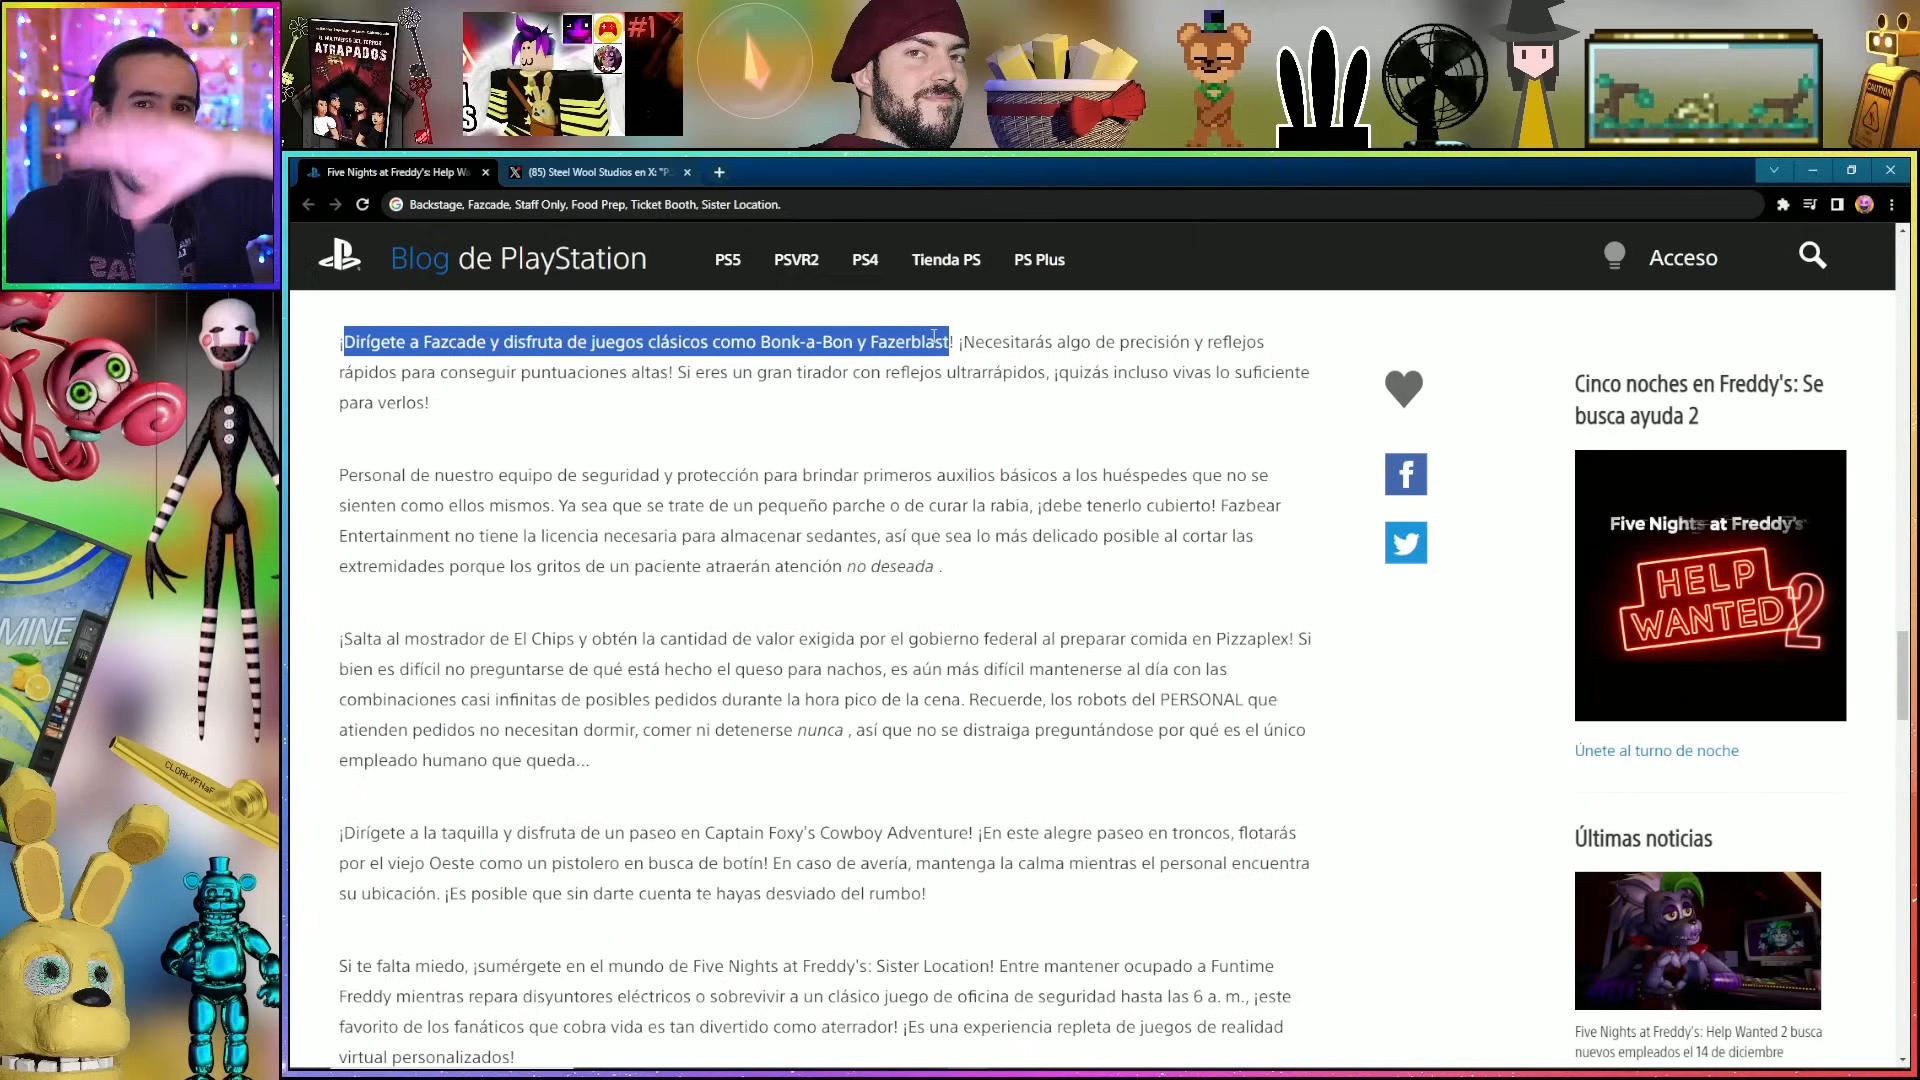 EL MULTIVERSO DEL TERROR
ATRAPADOS
#1
CAUTION
Five Nights at Freddy's: Help Wa
(85) Steel Wool Studios en X: "P
Backstage, Fazcade, Staff Only, Food Prep, Ticket Booth, Sister Location.
Blog de PlayStation
PS5
PSVR2
PS4
Tienda PS
PS Plus
Acceso
¡Dirígete a Fazcade y disfruta de juegos clásicos como Bonk-a-Bon y Fazerblast! ¡Necesitarás algo de precisión y reflejos
rápidos para conseguir puntuaciones altas! Si eres un gran tirador con reflejos ultrarrápidos, ¡quizás incluso vivas lo suficiente
para verlos!
Personal de nuestro equipo de seguridad y protección para brindar primeros auxilios básicos a los huéspedes que no se
sienten como ellos mismos. Ya sea que se trate de un pequeño parche o de curar la rabia, ¡debe tenerlo cubierto! Fazbear
Entertainment no tiene la licencia necesaria para almacenar sedantes, así que sea lo más delicado posible al cortar las
extremidades porque los gritos de un paciente atraerán atención no deseada .
¡Salta al mostrador de El Chips y obtén la cantidad de valor exigida por el gobierno federal al preparar comida en Pizzaplex! Si
bien es difícil no preguntarse de qué está hecho el queso para nachos, es aún más difícil mantenerse al día con las
combinaciones casi infinitas de posibles pedidos durante la hora pico de la cena. Recuerde, los robots del PERSONAL que
atienden pedidos no necesitan dormir, comer ni detenerse nunca , así que no se distraiga preguntándose por qué es el único
empleado humano que queda...
¡Dirígete a la taquilla y disfruta de un paseo en Captain Foxy's Cowboy Adventure! ¡En este alegre paseo en troncos, flotarás
por el viejo Oeste como un pistolero en busca de botín! En caso de avería, mantenga la calma mientras el personal encuentra
su ubicación. ¡Es posible que sin darte cuenta te hayas desviado del rumbo!
Si te falta miedo, ¡sumérgete en el mundo de Five Nights at Freddy's: Sister Location! Entre mantener ocupado a Funtime
Freddy mientras repara disyuntores eléctricos o sobrevivir a un clásico juego de oficina de seguridad hasta las 6 a. m., ¡este
favorito de los fanáticos que cobra vida es tan divertido como aterrador! ¡Es una experiencia repleta de juegos de realidad
virtual personalizados!
Cinco noches en Freddy's: Se
busca ayuda 2
Five Nights at Freddy's
HELP
WANTED 2
Únete al turno de noche
Últimas noticias
Five Nights at Freddy's: Help Wanted 2 busca
nuevos empleados el 14 de diciembre
MINE
CLOAK//FNaF